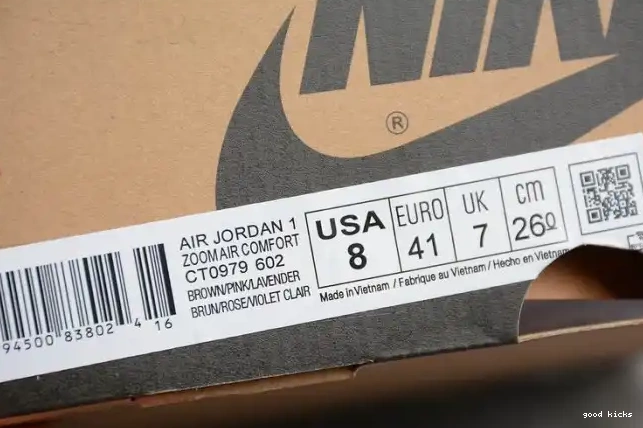 NIK
®
AIR JORDAN 1
ZOOM AIR COMFORT
CT0979 602
BROWN/PINK/LAVENDER
BRUN/ROSE/VIOLET CLAIR
USA
8
EURO
41
UK
7
cm
26
Made in Vietnam / Fabriqué au Vietnam / Hecho en Vietnam
94500 83802 4 16
good kicks